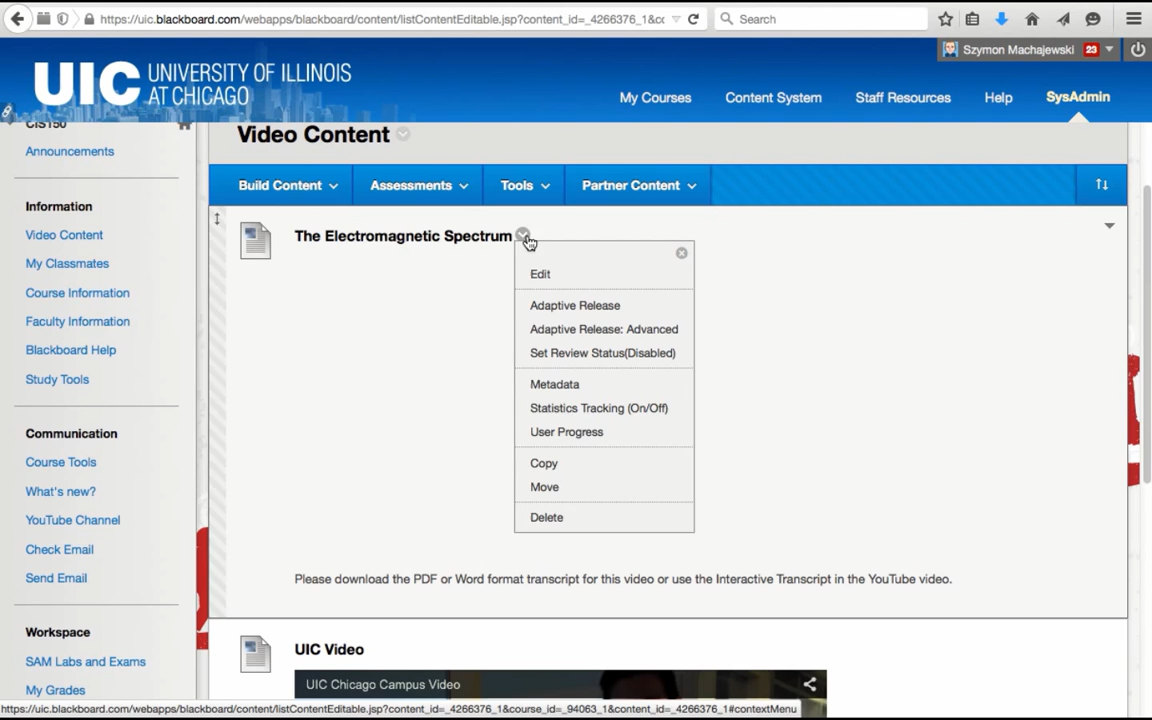 https://uic.blackboard.com/webapps/blackboard/content/listContentEditable.jsp?content_id=_4266376_1&cc
Search
Szymon Machajewski 23
UIC UNIVERSITY OF ILLINOIS
AT CHICAGO
My Courses Content System Staff Resources Help SysAdmin
CIS150
Announcements
Information
Video Content
My Classmates
Course Information
Faculty Information
Blackboard Help
Study Tools
Communication
Course Tools
What's new?
YouTube Channel
Check Email
Send Email
Workspace
SAM Labs and Exams
My Grades
Video Content
Build Content Assessments Tools Partner Content
The Electromagnetic Spectrum
Edit
Adaptive Release
Adaptive Release: Advanced
Set Review Status(Disabled)
Metadata
Statistics Tracking (On/Off)
User Progress
Copy
Move
Delete
Please download the PDF or Word format transcript for this video or use the Interactive Transcript in the YouTube video.
UIC Video
UIC Chicago Campus Video
https://uic.blackboard.com/webapps/blackboard/content/listContentEditable.jsp?content_id=_4266376_1&course_id=_94063_1&content_id=_4266376_1#contextMenu